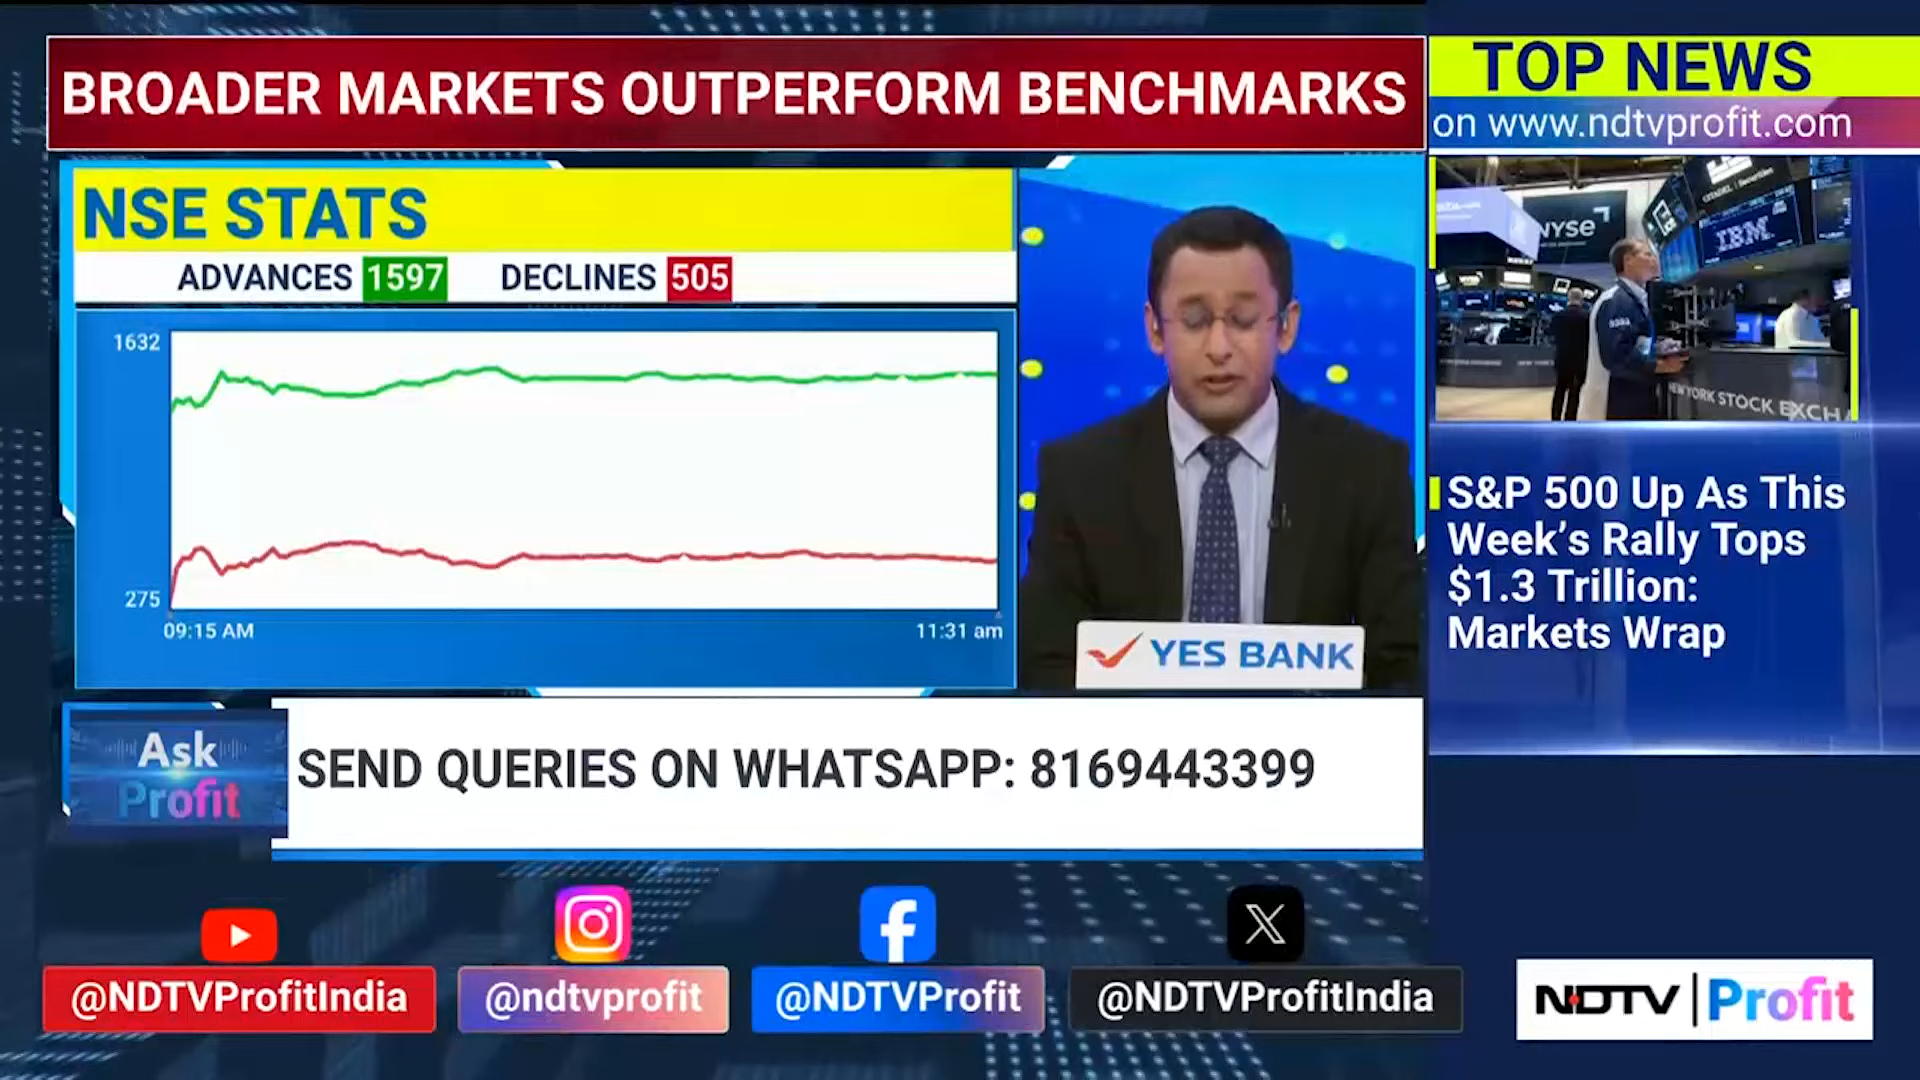 BROADER MARKETS OUTPERFORM BENCHMARKS
TOP NEWS
on www.ndtvprofit.com
NSE STATS
ADVANCES 1597 DECLINES 505
1632
275
09:15 AM 11:31 am
YES BANK
NYSE
IBM
NEW YORK STOCK EXCHA
S&P 500 Up As This
Week’s Rally Tops
$1.3 Trillion:
Markets Wrap
Ask
Profit
SEND QUERIES ON WHATSAPP: 8169443399
@NDTVProfitIndia
@ndtvprofit
@NDTVProfit
@NDTVProfitIndia
NDTV Profit